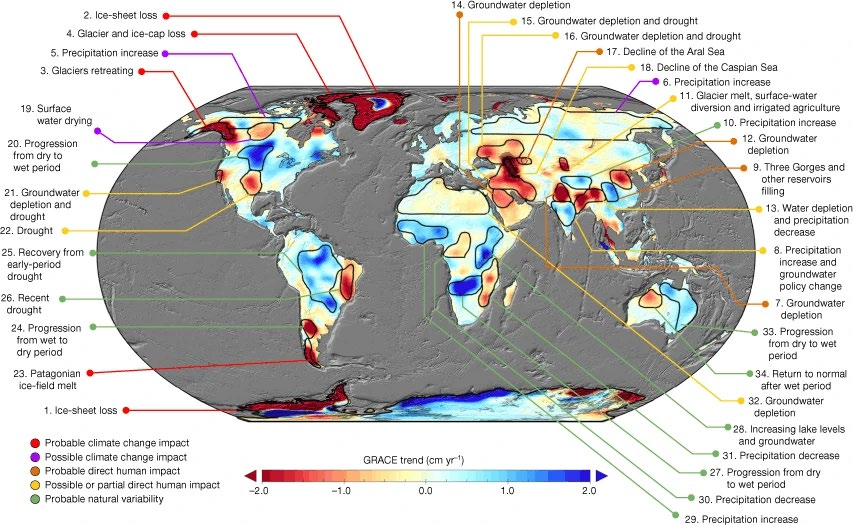 14. Groundwater
depletion
2. Ice-sheet loss
15. Groundwater depletion and drought
4. Glacier and ice-cap loss
16. Groundwater depletion and drought
5. Precipitation increase
17. Decline of the Aral Sea
3. Glaciers retreating
18. Decline of the Caspian Sea
6. Precipitation increase
11. Glacier melt, surface-water
diversion and irrigated agriculture
19. Surface
water drying
10. Precipitation increase
20. Progression
from dry to
wet period
12. Groundwater
depletion
9. Three Gorges and
other reservoirs
filling
21. Groundwater
depletion and
drought
13. Water depletion
and precipitation
decrease
22. Drought
25. Recovery from
early-period
drought
8. Precipitation
increase and
groundwater
policy change
26. Recent
drought
7. Groundwater
depletion
24. Progression
from wet to
dry period
33. Progression
from dry to wet
period
23. Patagonian
ice-field melt
34. Return to normal
after wet period
1. Ice-sheet loss
32. Groundwater
depletion
28. Increasing lake levels
and groundwater
31. Precipitation decrease
27. Progression from dry
to wet period
30. Precipitation decrease
29. Precipitation increase
Probable climate change impact
Possible climate change impact
Probable direct human impact
Possible or partial direct human impact
Probable natural variability
GRACE trend (cm yr⁻¹)
−2.0 −1.0 0.0 1.0 2.0